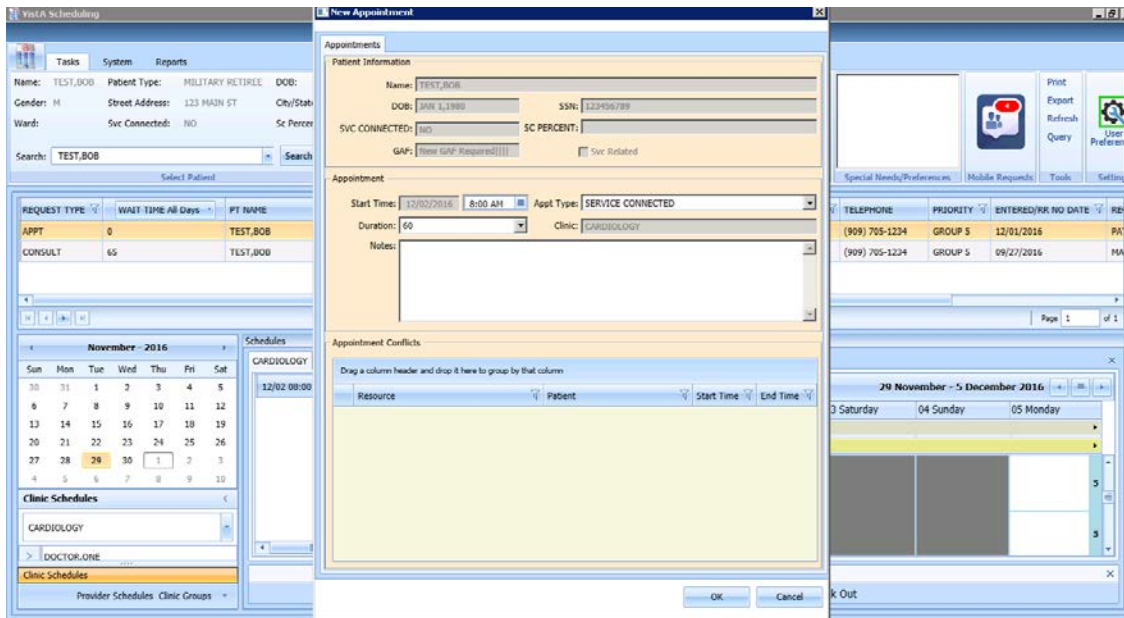 VistA Scheduling
New Appointment
Tasks System Reports
Name: TEST,BOB Patient Type: MILITARY RETIREE DOB:
Gender: M Street Address: 123 MAIN ST City/Stat
Ward: Svc Connected: NO Sc Percer
Search: TEST,BOB Search
Select Patient
Appointments
Patient Information
Name: TEST,BOB
DOB: JAN 1,1980 SSN: 123456789
SVC CONNECTED: NO SC PERCENT:
GAF: New GAF Required[][] Svc Related
Appointment
Start Time: 12/02/2016 8:00 AM Appt Type: SERVICE CONNECTED
Duration: 60 Clinic: CARDIOLOGY
Notes:
Appointment Conflicts
Drag a column header and drop it here to group by that column
Resource Patient Start Time End Time
OK Cancel
4
Print
Export
Refresh
Query
User
Preferen
Special Needs/Preferences Mobile Requests Tools Setting
REQUEST TYPE WAIT TIME All Days PT NAME TELEPHONE PRIORITY ENTERED/RR NO DATE RE
APPT 0 TEST,BOB (909) 705-1234 GROUP 5 12/01/2016 PA
CONSULT 65 TEST,BOB (909) 705-1234 GROUP 5 09/27/2016 MA
Page 1 of 1
November - 2016
Sun Mon Tue Wed Thu Fri Sat
30 31 1 2 3 4 5
6 7 8 9 10 11 12
13 14 15 16 17 18 19
20 21 22 23 24 25 26
27 28 29 30 1 2 3
4 5 6 7 8 9 10
Clinic Schedules
CARDIOLOGY
DOCTOR,ONE
Clinic Schedules
Provider Schedules Clinic Groups
Schedules
CARDIOLOGY
12/02 08:00
29 November - 5 December 2016
3 Saturday 04 Sunday 05 Monday
5
5
k Out